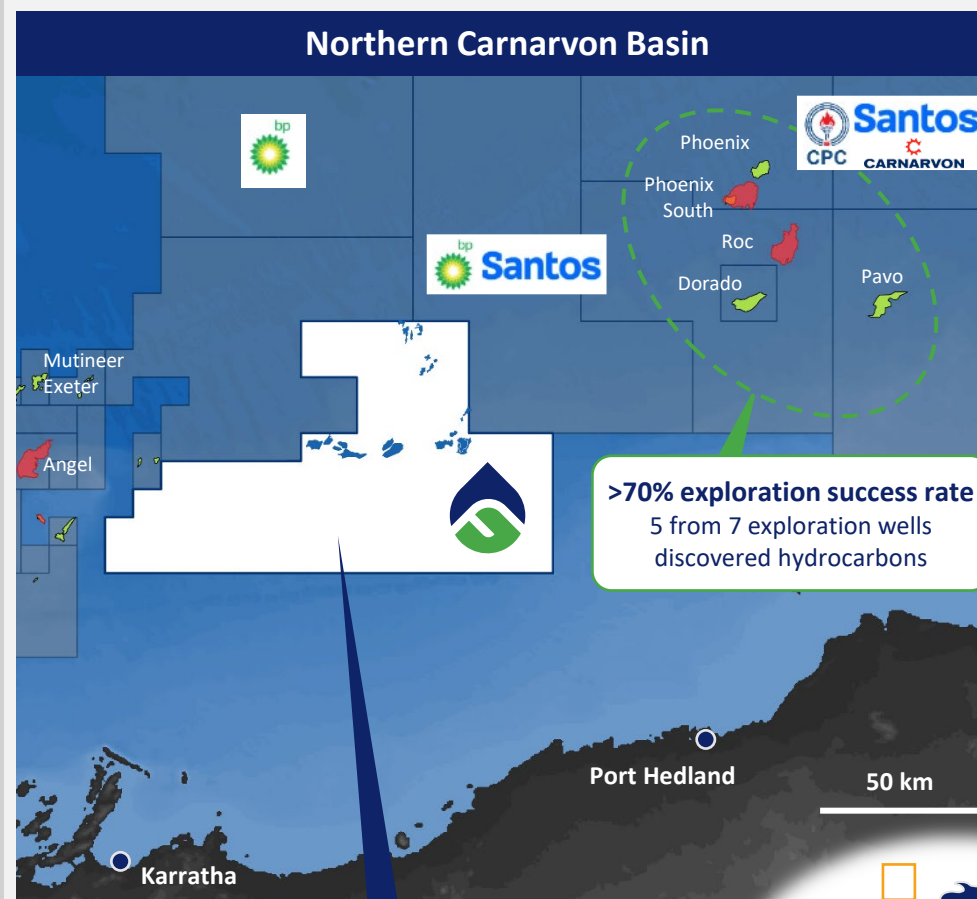 Northern Carnarvon Basin
bp
Santos
CPC
CARNARVON
Phoenix
Phoenix
South
Roc
bp
Santos
Dorado
Pavo
Mutineer
Exeter
Angel
>70% exploration success rate
5 from 7 exploration wells
discovered hydrocarbons
Port Hedland
50 km
Karratha